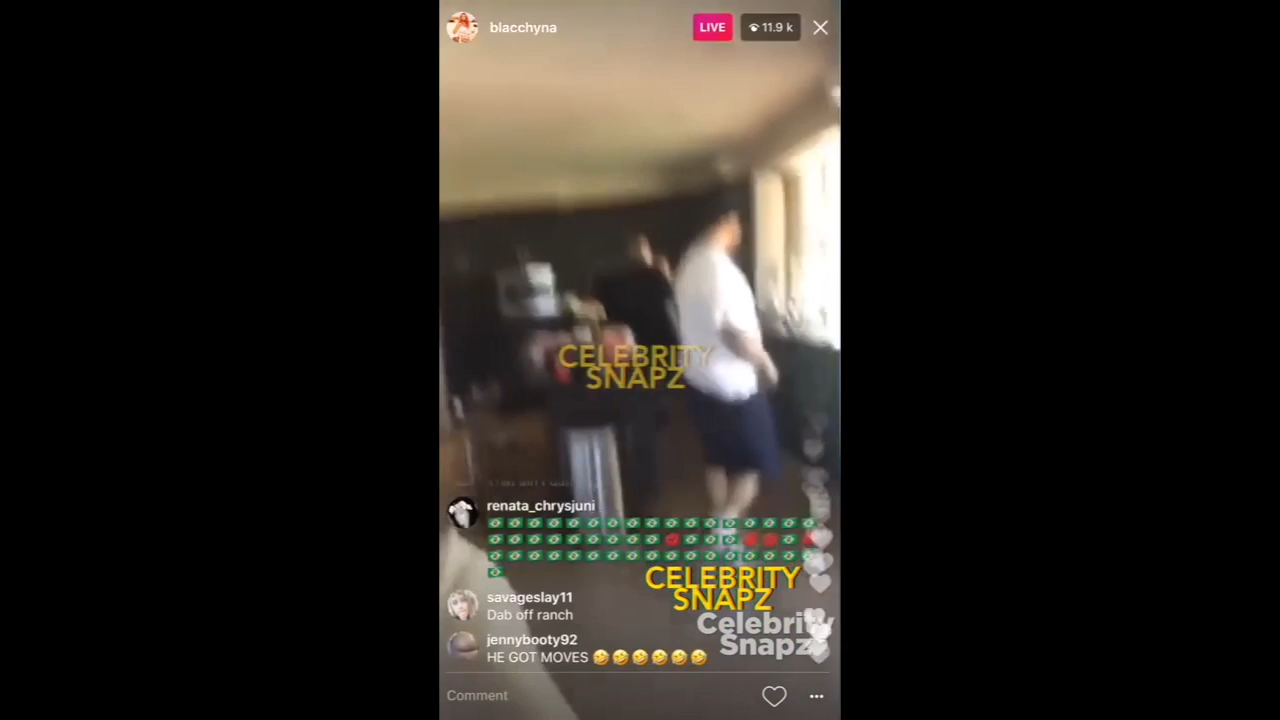 blacchyna
LIVE
11.9 k
CELEBRITY
SNAPZ
renata_chrysjuni
CELEBRITY
SNAPZ
savageslay11
Dab off ranch
Celebrity
Snapz
jennybooty92
HE GOT MOVES 🤣🤣🤣🤣🤣🤣
Comment